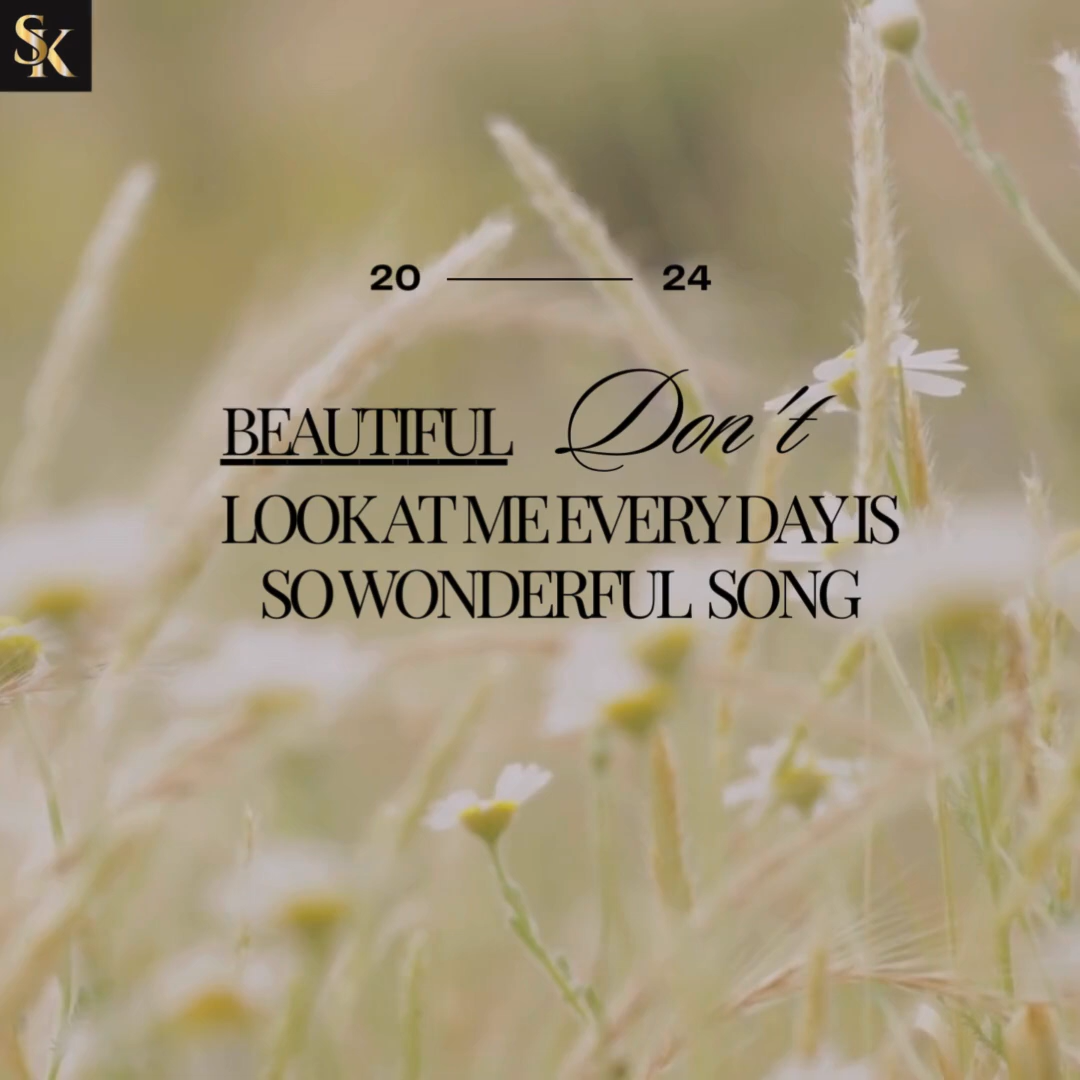 SK
20 24
BEAUTIFUL Don't
LOOK AT ME EVERY DAY IS
SO WONDERFUL SONG